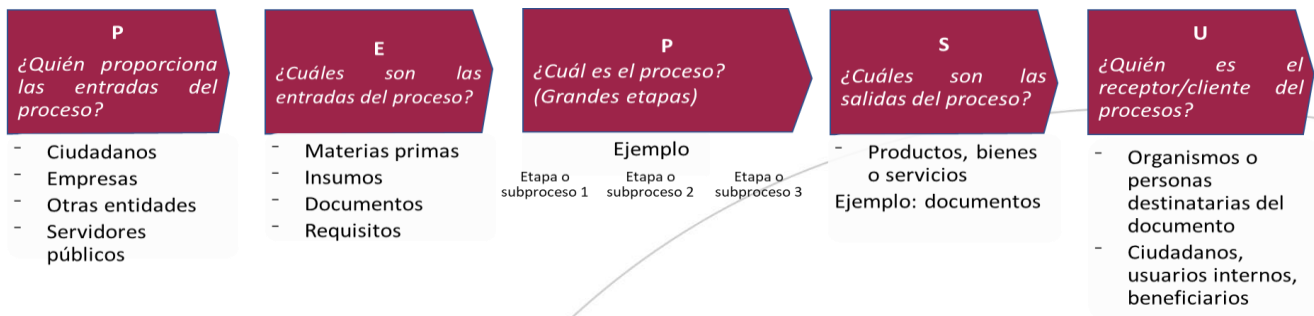 P
¿Quién proporciona
las entradas del
proceso?
- Ciudadanos
- Empresas
- Otras entidades
- Servidores
públicos
E
¿Cuáles son las
entradas del proceso?
- Materias primas
- Insumos
- Documentos
- Requisitos
P
¿Cuál es el proceso?
(Grandes etapas)
Ejemplo
Etapa o
subproceso 1
Etapa o
subproceso 2
Etapa o
subproceso 3
S
¿Cuáles son las
salidas del proceso?
- Productos, bienes
o servicios
Ejemplo: documentos
U
¿Quién es el
receptor/cliente del
procesos?
- Organismos o
personas
destinatarias del
documento
- Ciudadanos,
usuarios internos,
beneficiarios